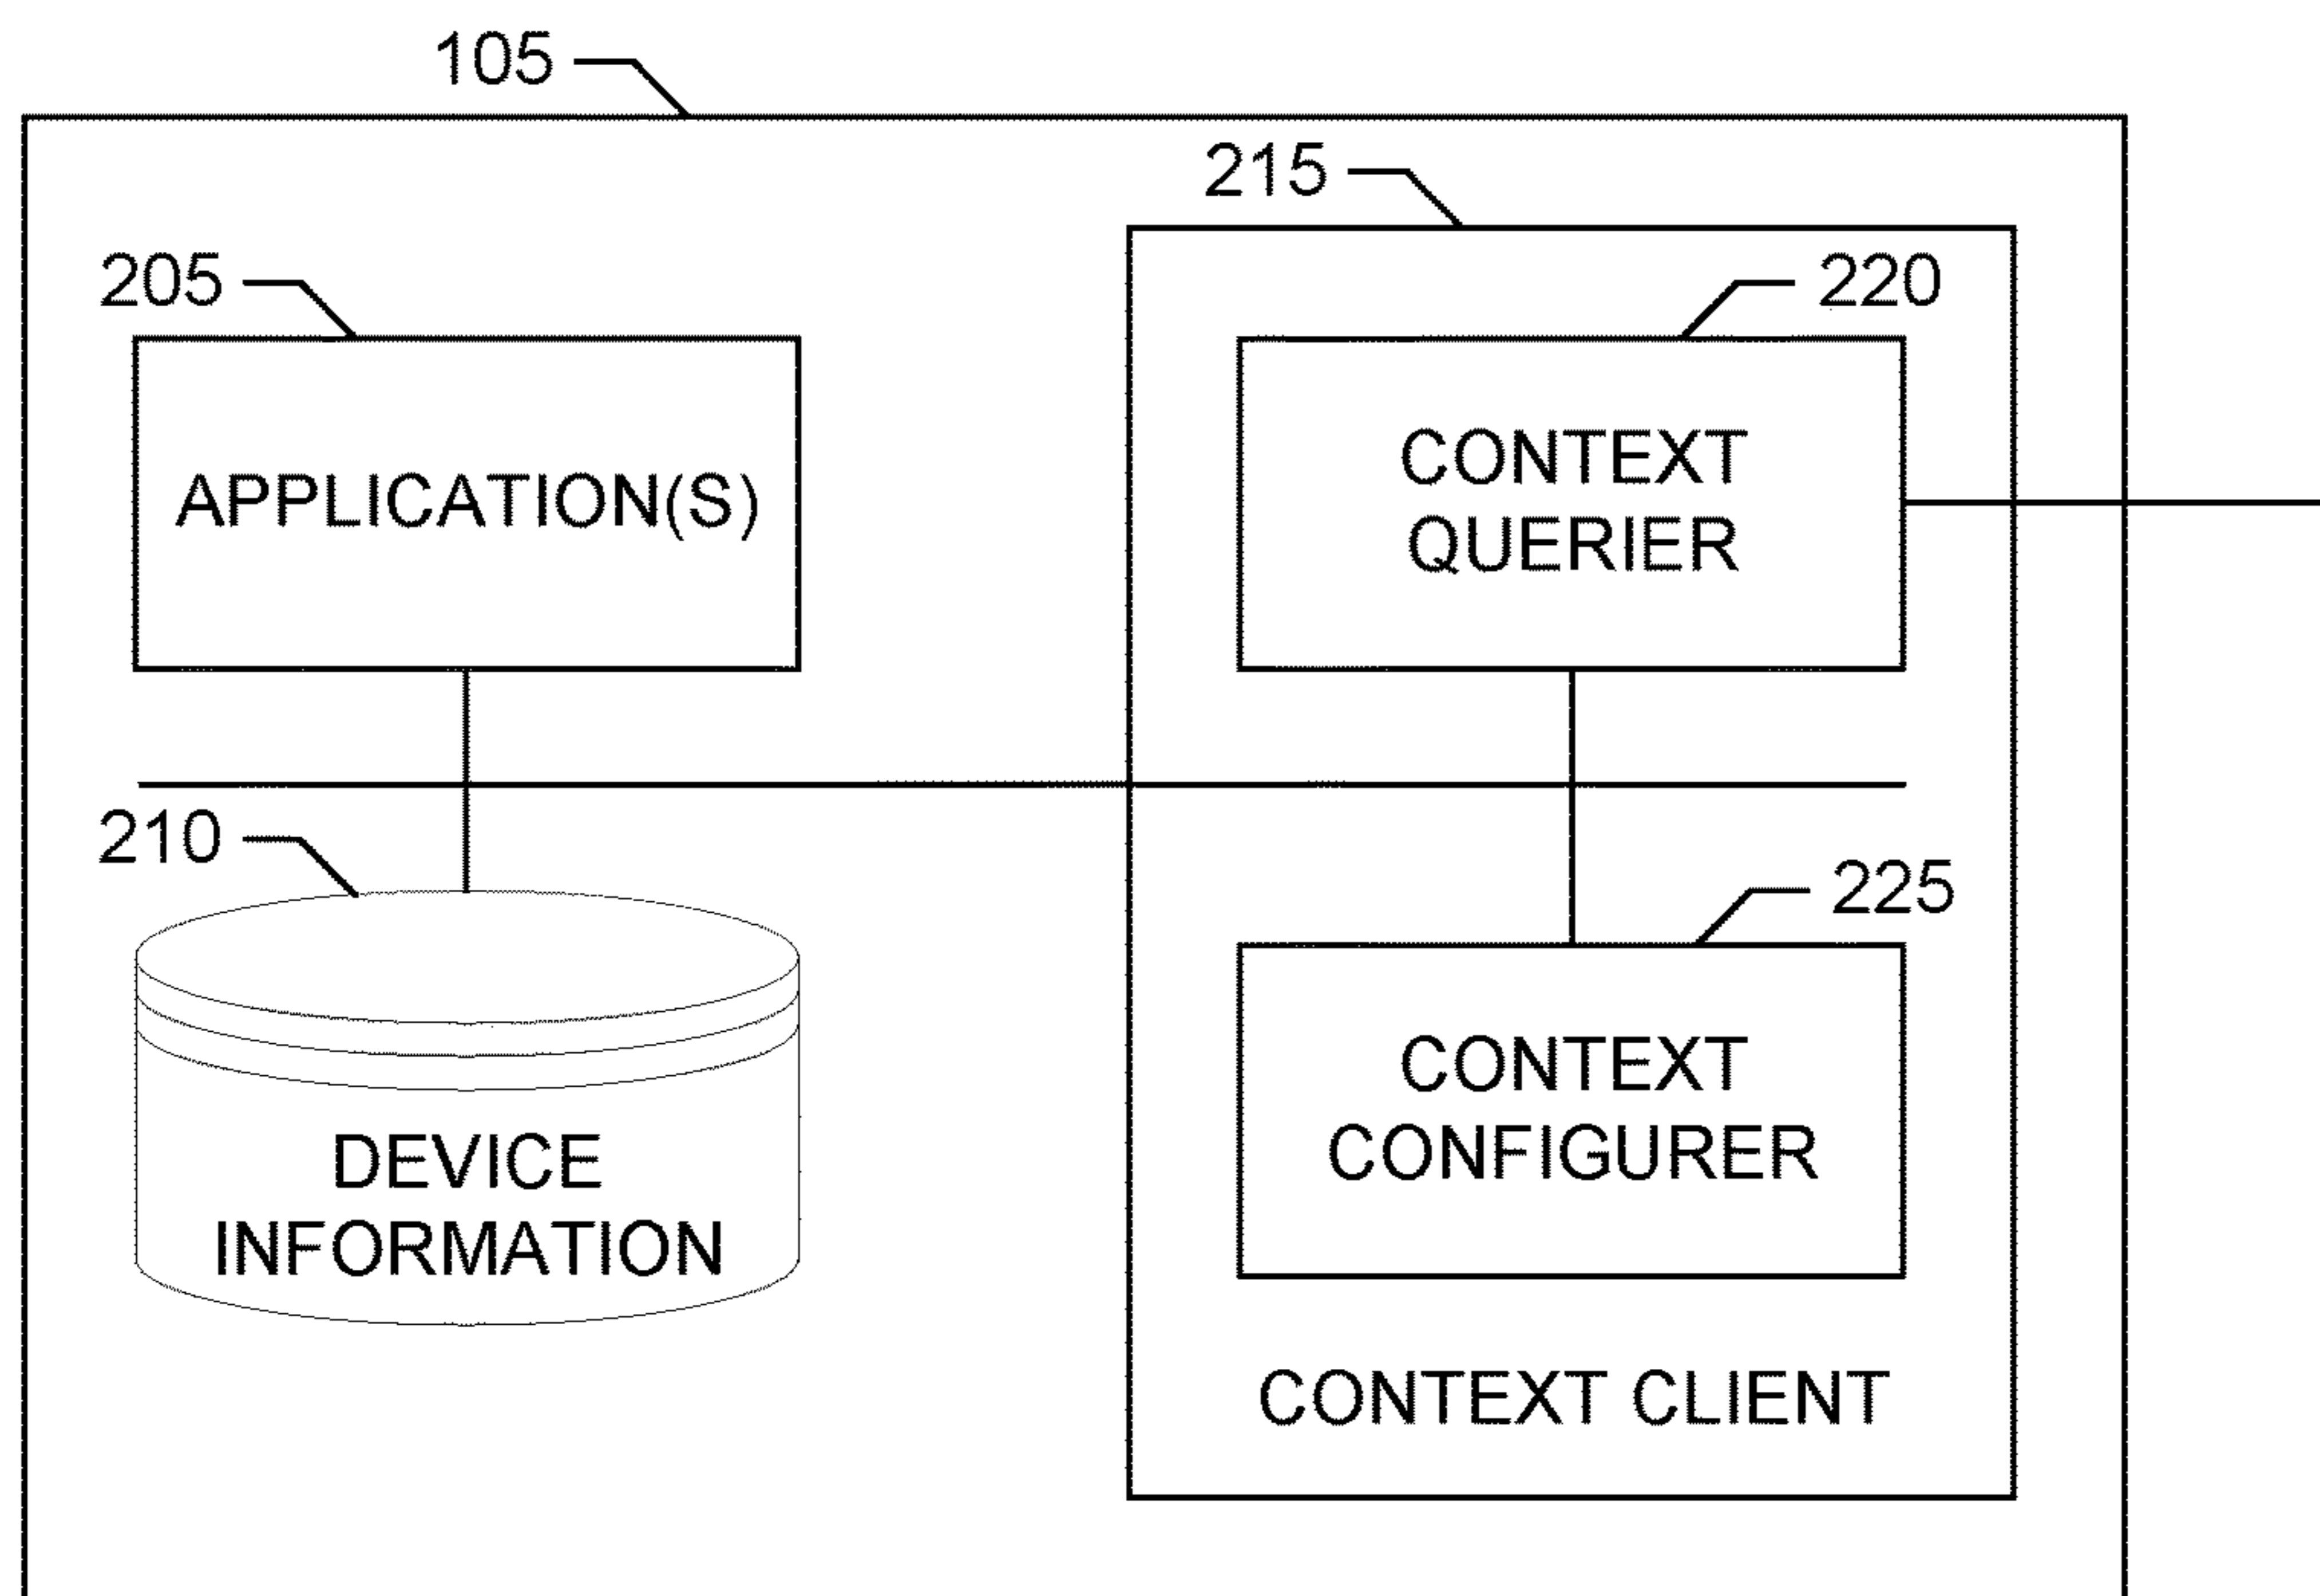 105
215
205
220
APPLICATION(S)
CONTEXT
QUERIER
210
225
DEVICE
INFORMATION
CONTEXT
CONFIGURER
CONTEXT CLIENT